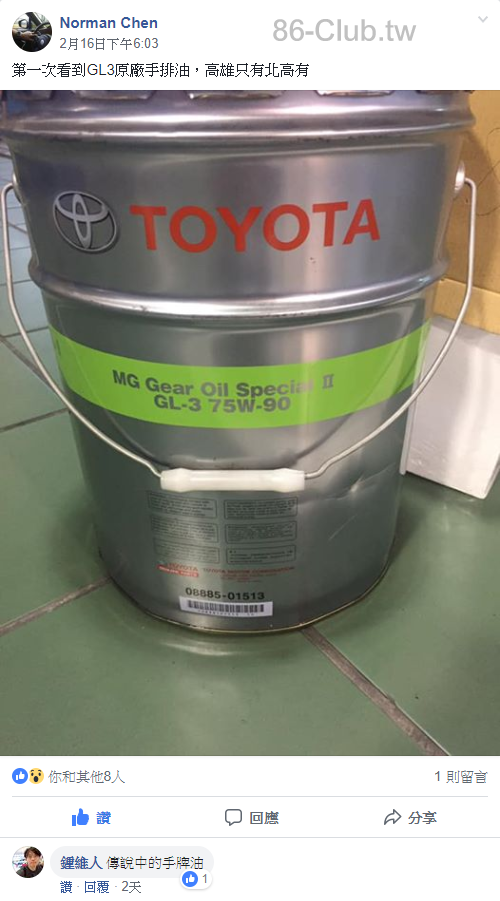 Norman Chen
2月16日下午6:03
86-Club.tw
第一次看到GL3原廠手排油，高雄只有北高有
TOYOTA
MG Gear Oil Special II
GL-3 75W-90
TOYOTA MOTOR CORPORATION
08885-01513
你和其他8人
1 則留言
讚
回應
分享
鍾維人 傳說中的手牌油
讚 · 回覆 · 2天
1